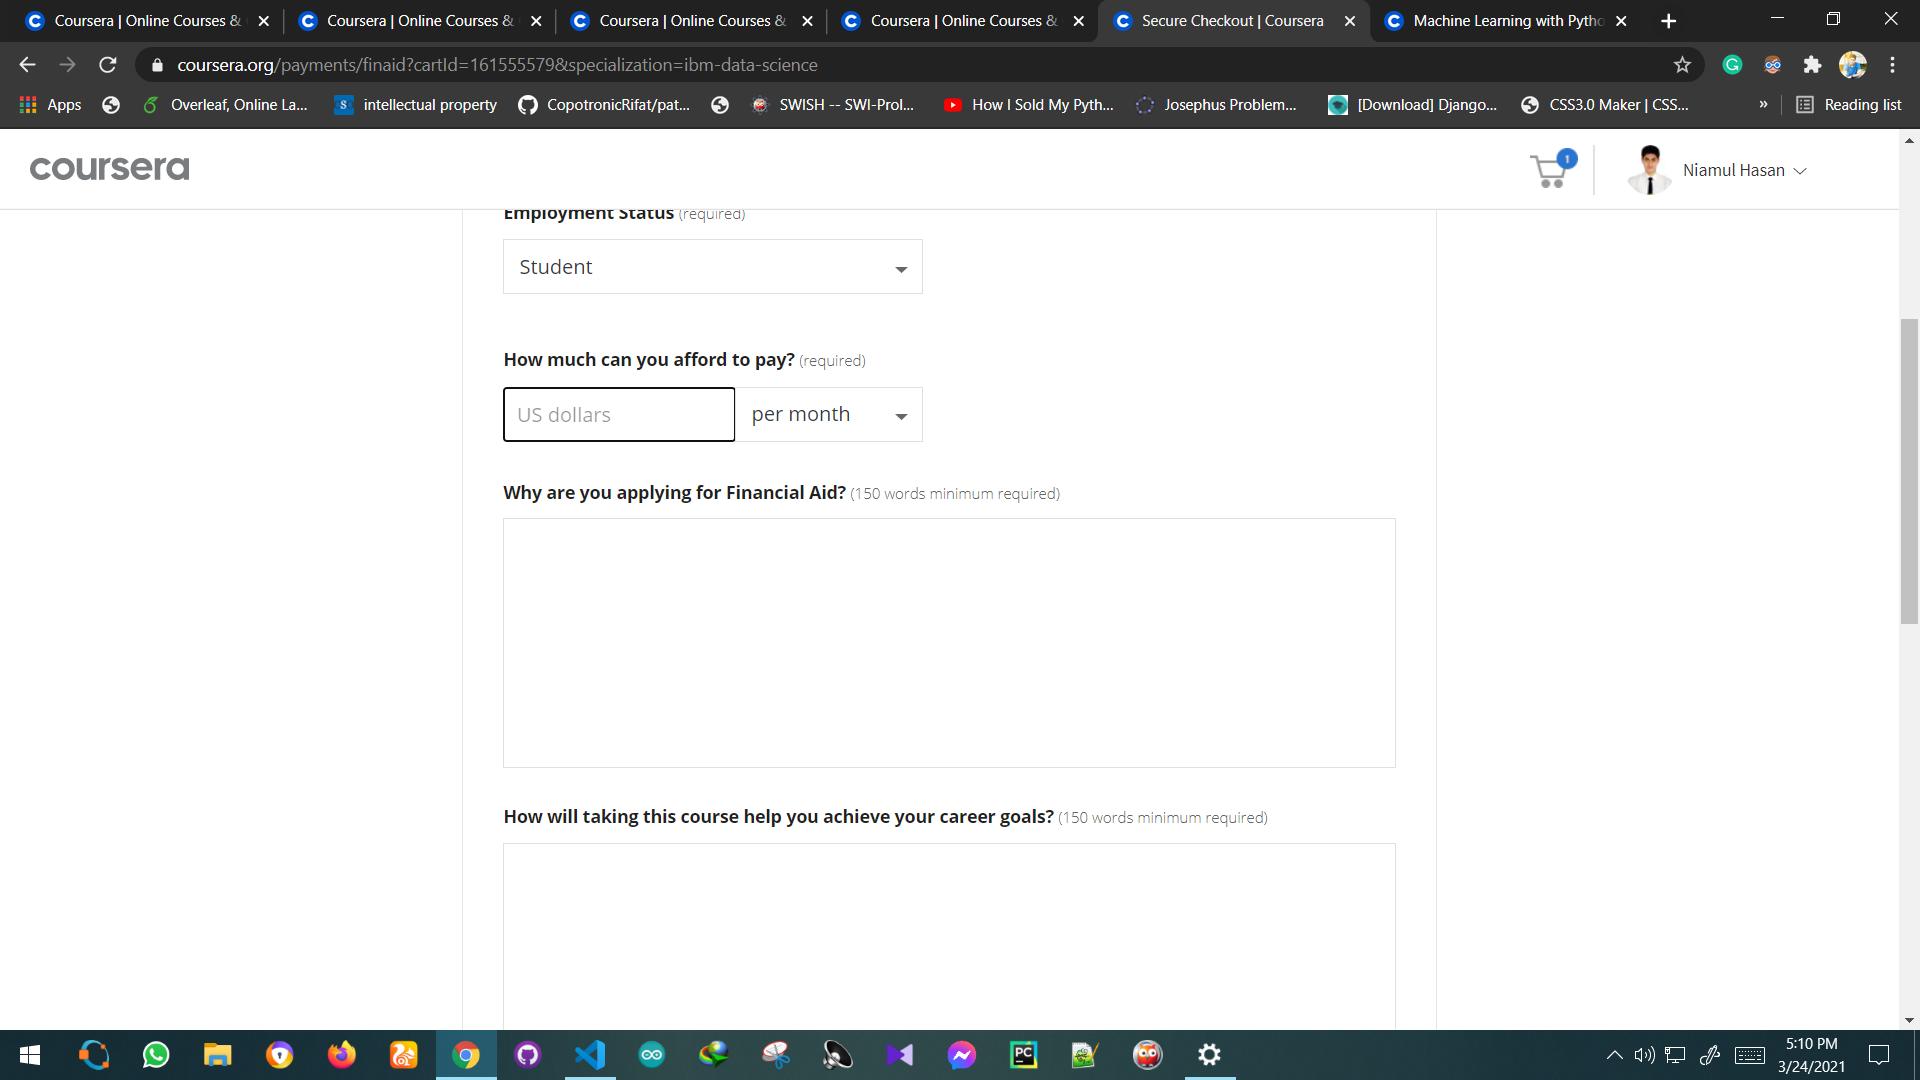 Coursera | Online Courses &
Coursera | Online Courses &
Coursera | Online Courses &
Coursera | Online Courses &
Secure Checkout | Coursera
Machine Learning with Pytho
coursera.org/payments/finaid?cartId=161555579&specialization=ibm-data-science
Apps
Overleaf, Online La...
S
intellectual property
CopotronicRifat/pat...
SWISH -- SWI-Prol...
How I Sold My Pyth...
Josephus Problem...
[Download] Django...
CSS3.0 Maker | CSS...
»
Reading list
coursera
1
Niamul Hasan
Employment Status (required)
Student
How much can you afford to pay? (required)
US dollars
per month
Why are you applying for Financial Aid? (150 words minimum required)
How will taking this course help you achieve your career goals? (150 words minimum required)
PC
5:10 PM
3/24/2021